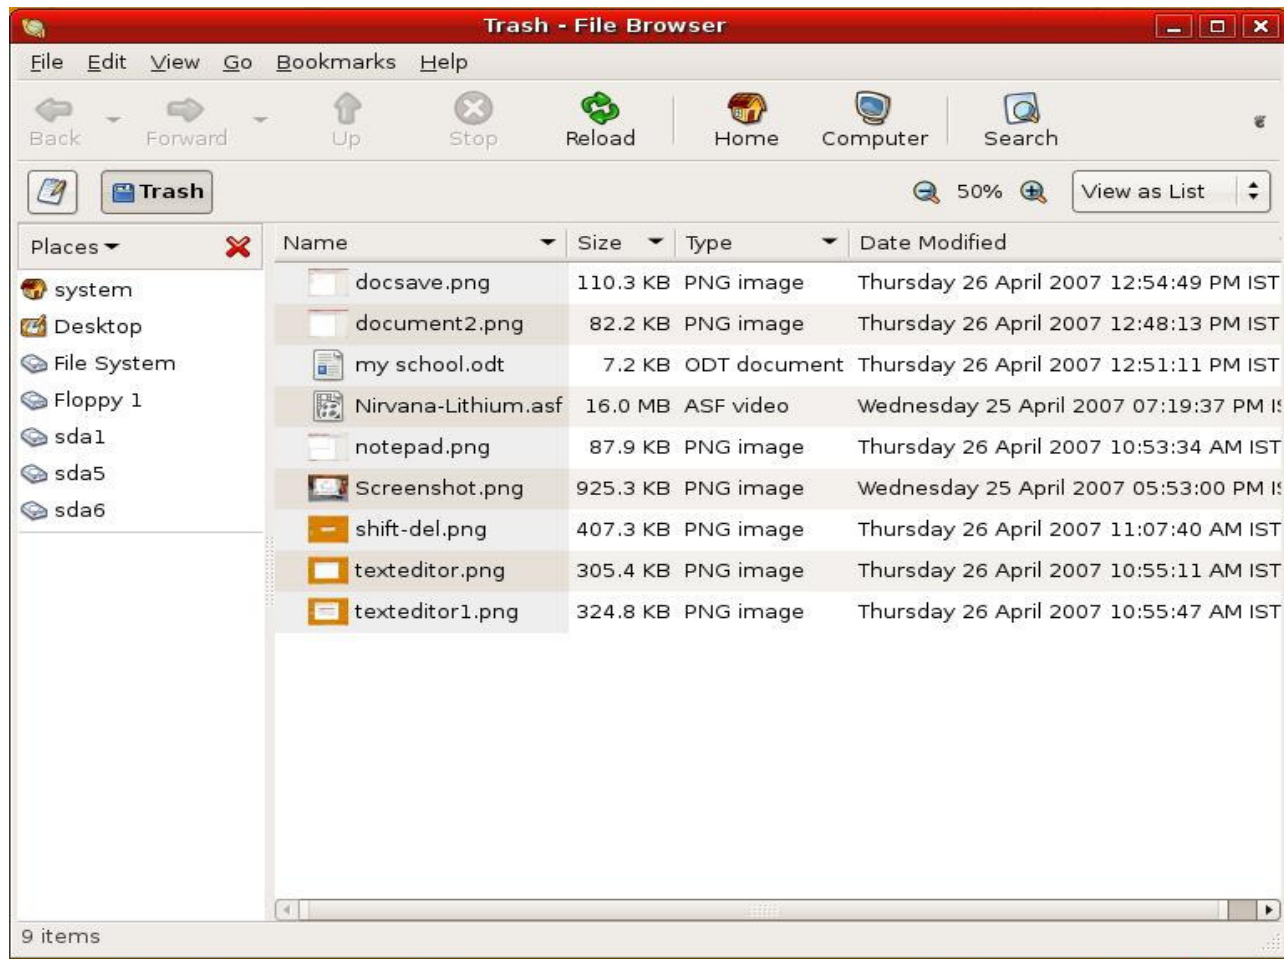 Trash - File Browser
File Edit View Go Bookmarks Help
Back Forward Up Stop Reload Home Computer Search
Trash 50% View as List
Places Name Size Type Date Modified
system
Desktop
File System
Floppy 1
sda1
sda5
sda6
docsave.png 110.3 KB PNG image Thursday 26 April 2007 12:54:49 PM IST
document2.png 82.2 KB PNG image Thursday 26 April 2007 12:48:13 PM IST
my school.odt 7.2 KB ODT document Thursday 26 April 2007 12:51:11 PM IST
Nirvana-Lithium.asf 16.0 MB ASF video Wednesday 25 April 2007 07:19:37 PM
notepad.png 87.9 KB PNG image Thursday 26 April 2007 10:53:34 AM IST
Screenshot.png 925.3 KB PNG image Wednesday 25 April 2007 05:53:00 PM
shift-del.png 407.3 KB PNG image Thursday 26 April 2007 11:07:40 AM IST
texteditor.png 305.4 KB PNG image Thursday 26 April 2007 10:55:11 AM IST
texteditor1.png 324.8 KB PNG image Thursday 26 April 2007 10:55:47 AM IST
9 items